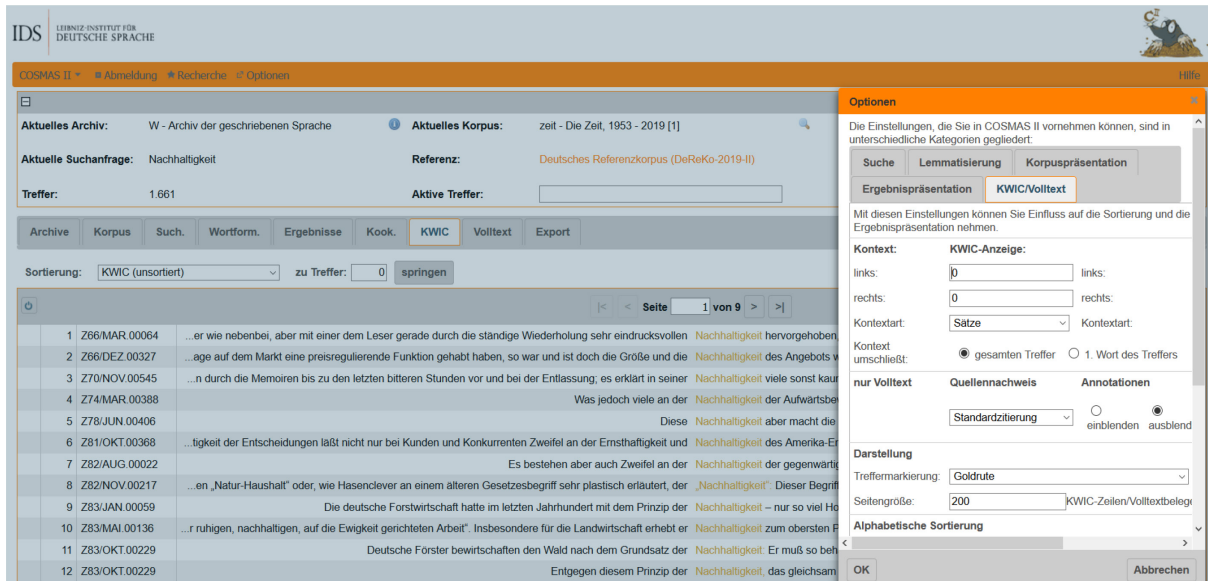 IDS LEIBNIZ-INSTITUT FÜR
DEUTSCHE SPRACHE
COSMAS II Abmeldung Recherche Optionen Hilfe
Aktuelles Archiv: W - Archiv der geschriebenen Sprache Aktuelles Korpus: zeit - Die Zeit, 1953 - 2019 [1]
Aktuelle Suchanfrage: Nachhaltigkeit Referenz: Deutsches Referenzkorpus (DeReKo-2019-II)
Treffer: 1.661 Aktive Treffer:
Archive Korpus Such. Wortform. Ergebnisse Kook. KWIC Volltext Export
Sortierung: KWIC (unsortiert) zu Treffer: 0 springen
|< < Seite 1 von 9 > >|
1 Z66/MAR.00064 ...er wie nebenbei, aber mit einer dem Leser gerade durch die ständige Wiederholung sehr eindrucksvollen Nachhaltigkeit hervorgehoben,
2 Z66/DEZ.00327 ...age auf dem Markt eine preisregulierende Funktion gehabt haben, so war und ist doch die Größe und die Nachhaltigkeit des Angebots w
3 Z70/NOV.00545 ...n durch die Memoiren bis zu den letzten bitteren Stunden vor und bei der Entlassung; es erklärt in seiner Nachhaltigkeit viele sonst kaum
4 Z74/MAR.00388 Was jedoch viele an der Nachhaltigkeit der Aufwärtsbew
5 Z78/JUN.00406 Diese Nachhaltigkeit aber macht die
6 Z81/OKT.00368 ...tigkeit der Entscheidungen läßt nicht nur bei Kunden und Konkurrenten Zweifel an der Ernsthaftigkeit und Nachhaltigkeit des Amerika-En
7 Z82/AUG.00022 Es bestehen aber auch Zweifel an der Nachhaltigkeit der gegenwärtig
8 Z82/NOV.00217 ...en „Natur-Haushalt" oder, wie Hasenclever an einem älteren Gesetzesbegriff sehr plastisch erläutert, der „Nachhaltigkeit": Dieser Begriff
9 Z83/JAN.00059 Die deutsche Forstwirtschaft hatte im letzten Jahrhundert mit dem Prinzip der Nachhaltigkeit – nur so viel Ho
10 Z83/MAI.00136 ...r ruhigen, nachhaltigen, auf die Ewigkeit gerichteten Arbeit". Insbesondere für die Landwirtschaft erhebt er Nachhaltigkeit zum obersten P
11 Z83/OKT.00229 Deutsche Förster bewirtschaften den Wald nach dem Grundsatz der Nachhaltigkeit: Er muß so beh
12 Z83/OKT.00229 Entgegen diesem Prinzip der Nachhaltigkeit, das gleichsam
Optionen
Die Einstellungen, die Sie in COSMAS II vornehmen können, sind in
unterschiedliche Kategorien gegliedert:
Suche Lemmatisierung Korpuspräsentation
Ergebnispräsentation KWIC/Volltext
Mit diesen Einstellungen können Sie Einfluss auf die Sortierung und die
Ergebnispräsentation nehmen.
Kontext: KWIC-Anzeige:
links: 0 links:
rechts: 0 rechts:
Kontextart: Sätze Kontextart:
Kontext
umschließt: gesamten Treffer 1. Wort des Treffers
nur Volltext Quellennachweis Annotationen
Standardzitierung einblenden ausblend
Darstellung
Treffermarkierung: Goldrute
Seitengröße: 200 KWIC-Zeilen/Volltextbelege
Alphabetische Sortierung
OK Abbrechen